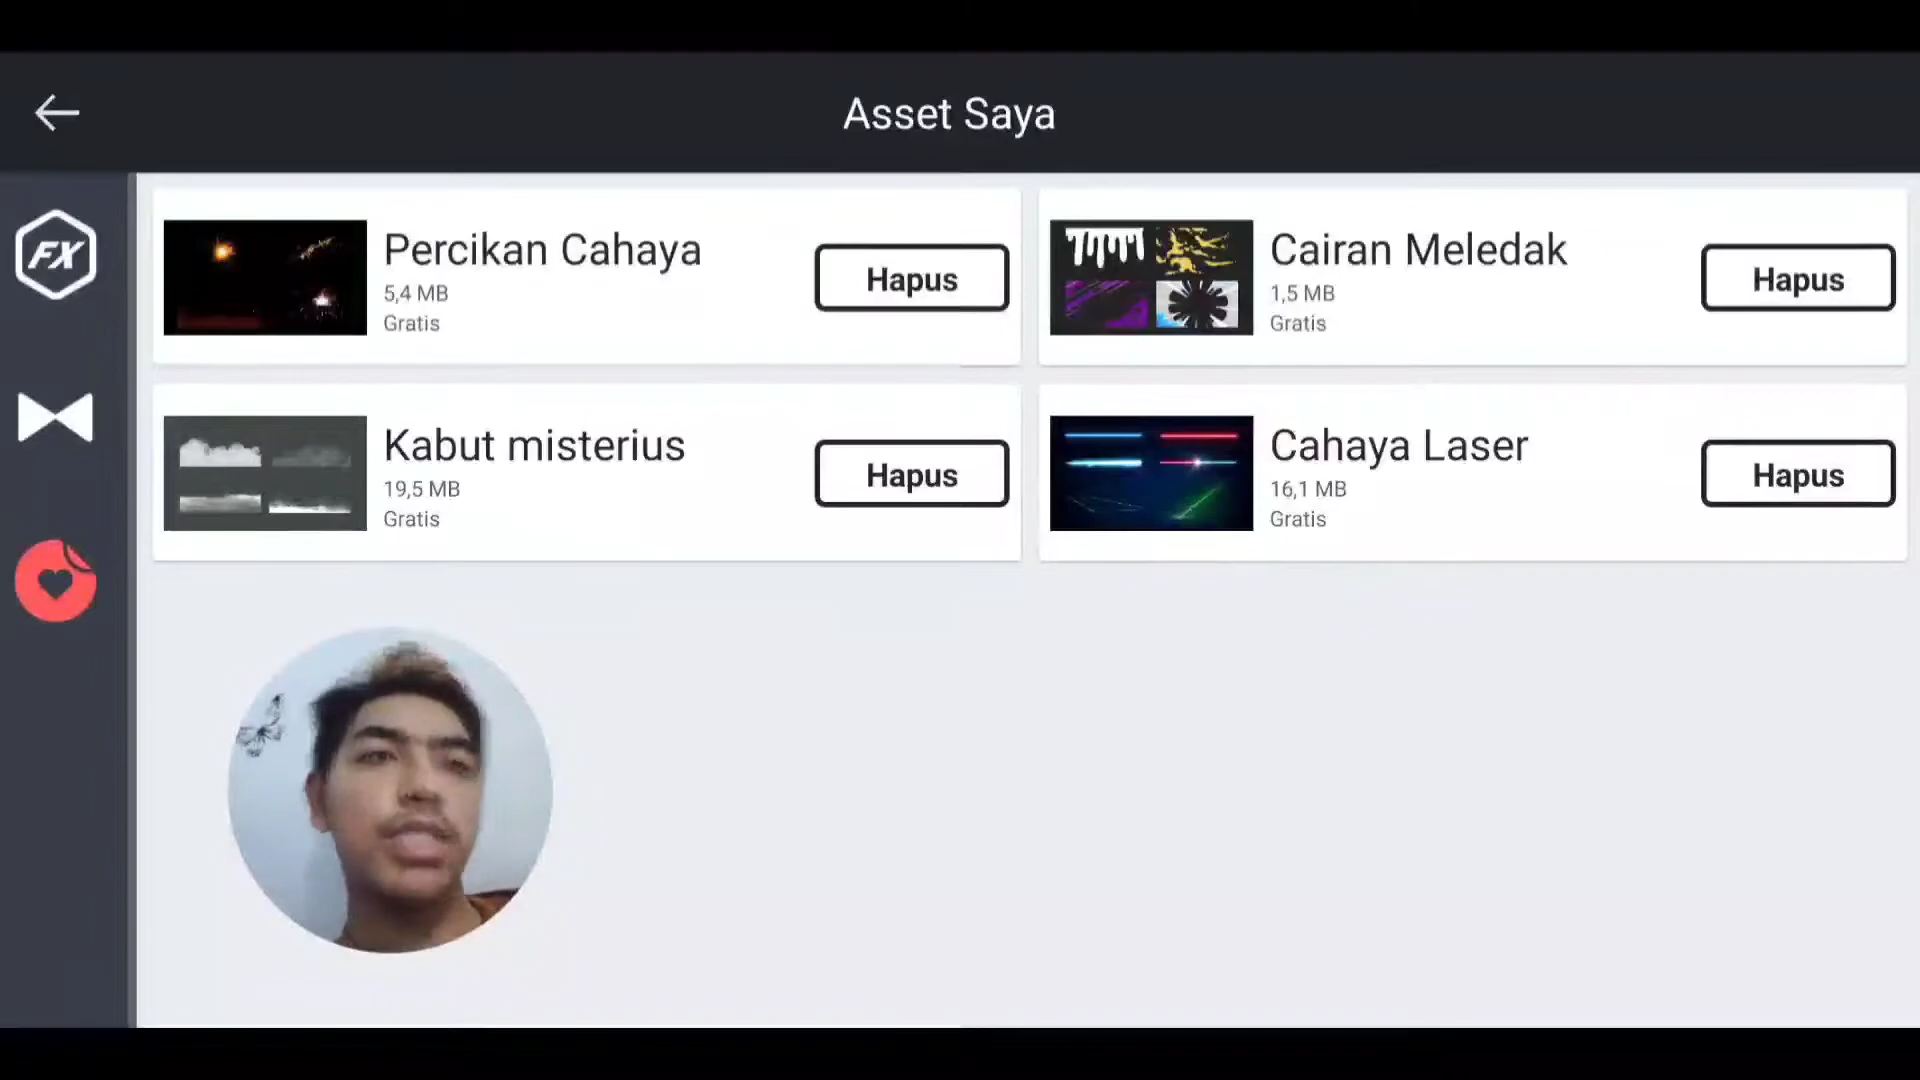 Asset Saya
FX
Percikan Cahaya
5,4 MB
Gratis
Hapus
Cairan Meledak
1,5 MB
Gratis
Hapus
Kabut misterius
19,5 MB
Gratis
Hapus
Cahaya Laser
16,1 MB
Gratis
Hapus